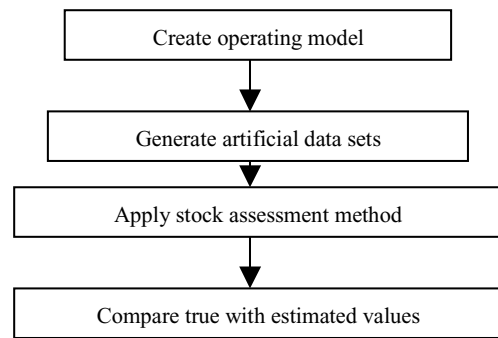 Create operating model
Generate artificial data sets
Apply stock assessment method
Compare true with estimated values